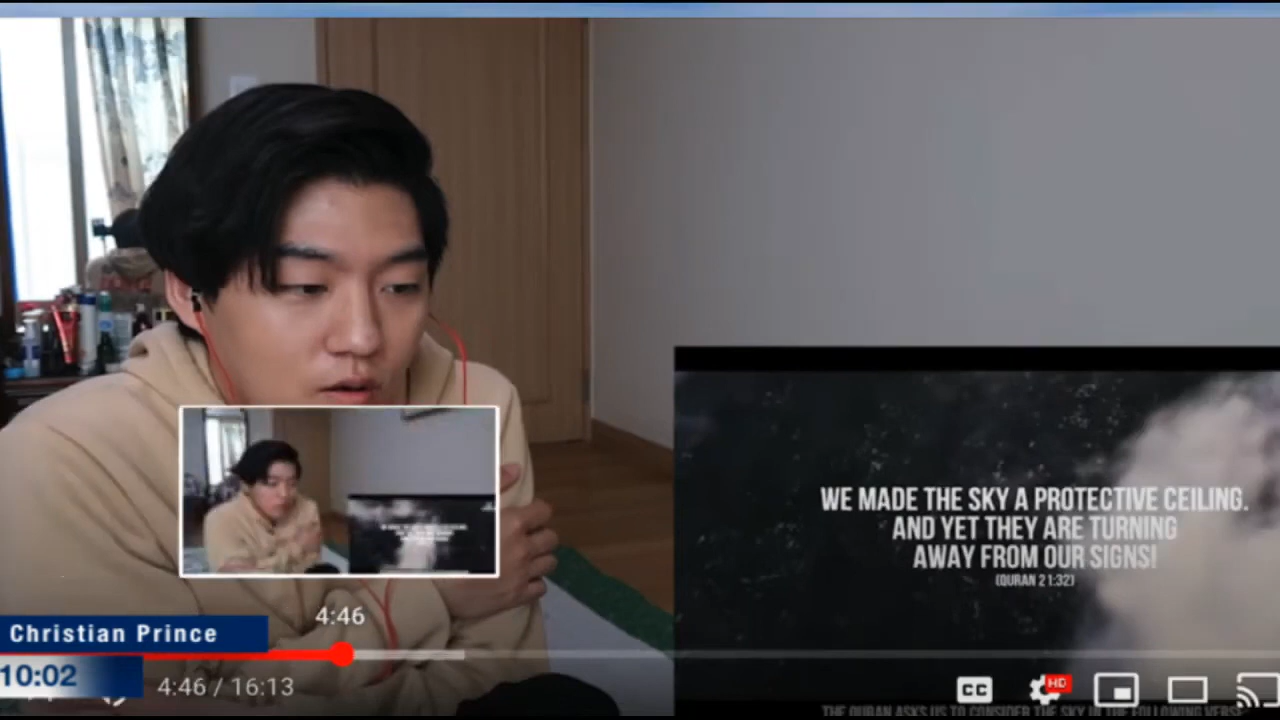 WE MADE THE SKY A PROTECTIVE CEILING.
AND YET THEY ARE TURNING
AWAY FROM OUR SIGNS!
(QURAN 21:32)
4:46
Christian Prince
10:02
4:46 / 16:13
CC
HD
THE QURAN ASKS US TO CONSIDER THE SKY IN THE FOLLOWING VERSE